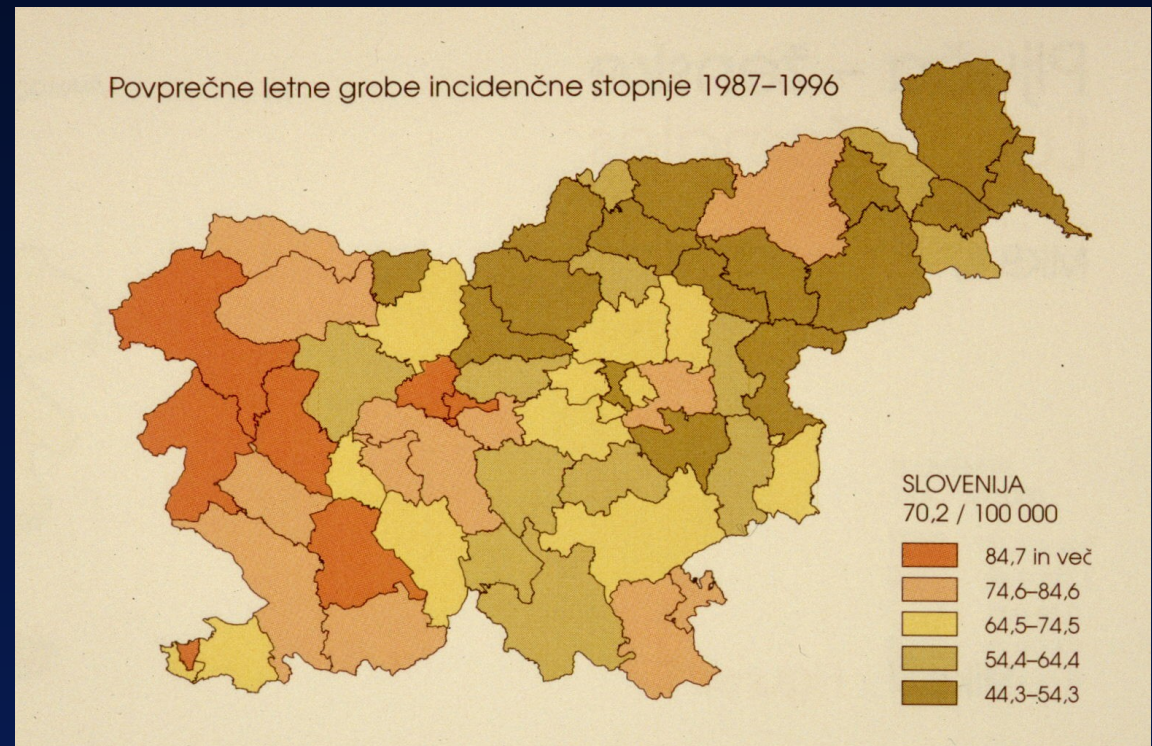 Povprečne letne grobe incidenčne stopnje 1987–1996
SLOVENIJA
70,2 / 100 000
84,7 in več
74,6–84,6
64,5–74,5
54,4–64,4
44,3–54,3